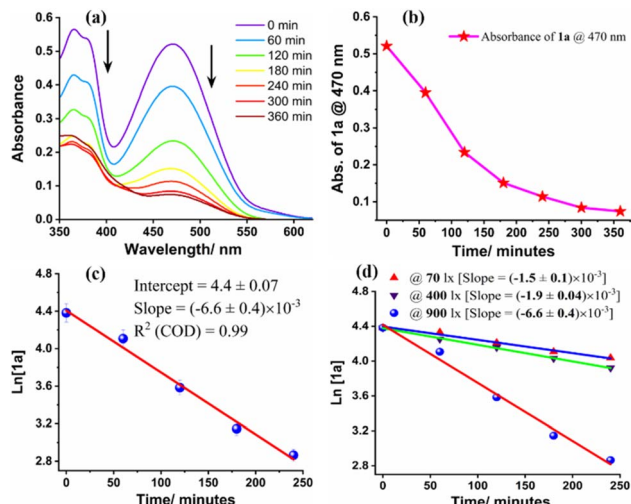 (a)
0 min
60 min
120 min
180 min
240 min
300 min
360 min
0.6
0.5
0.4
0.3
0.2
0.1
0.0
Absorbance
350 400 450 500 550 600
Wavelength/ nm
(b)
Absorbance of 1a @ 470 nm
0.5
0.4
0.3
0.2
0.1
Abs. of 1a @ 470 nm
0 50 100 150 200 250 300 350
Time/ minutes
(c)
Intercept = 4.4 ± 0.07
Slope = (-6.6 ± 0.4)×10-3
R2 (COD) = 0.99
4.8
4.4
4.0
3.6
3.2
2.8
Ln[1a]
0 50 100 150 200 250
Time/ minutes
(d)
@ 70 lx [Slope = (-1.5 ± 0.1)×10-3]
@ 400 lx [Slope = (-1.9 ± 0.04)×10-3]
@ 900 lx [Slope = (-6.6 ± 0.4)×10-3]
4.8
4.4
4.0
3.6
3.2
2.8
Ln [1a]
0 50 100 150 200 250
Time/ minutes